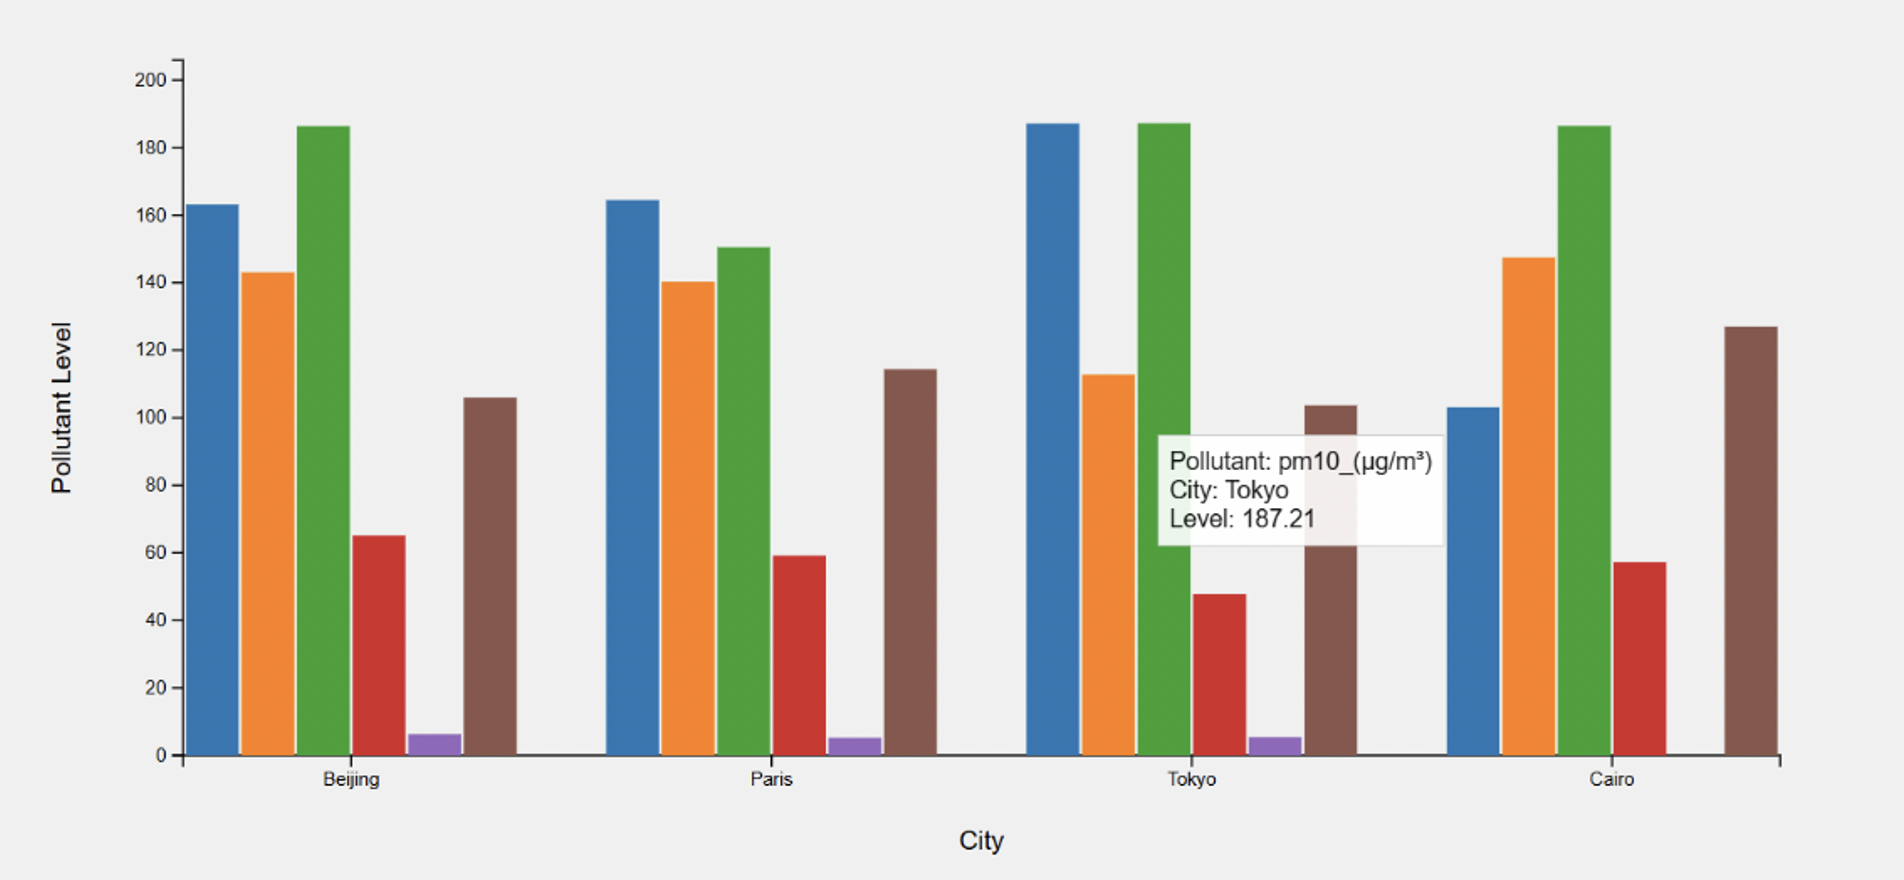 200
180
160
140
120
100
80
60
40
20
0
Pollutant Level
Pollutant: pm10_(μg/m³)
City: Tokyo
Level: 187.21
Beijing
Paris
Tokyo
Cairo
City